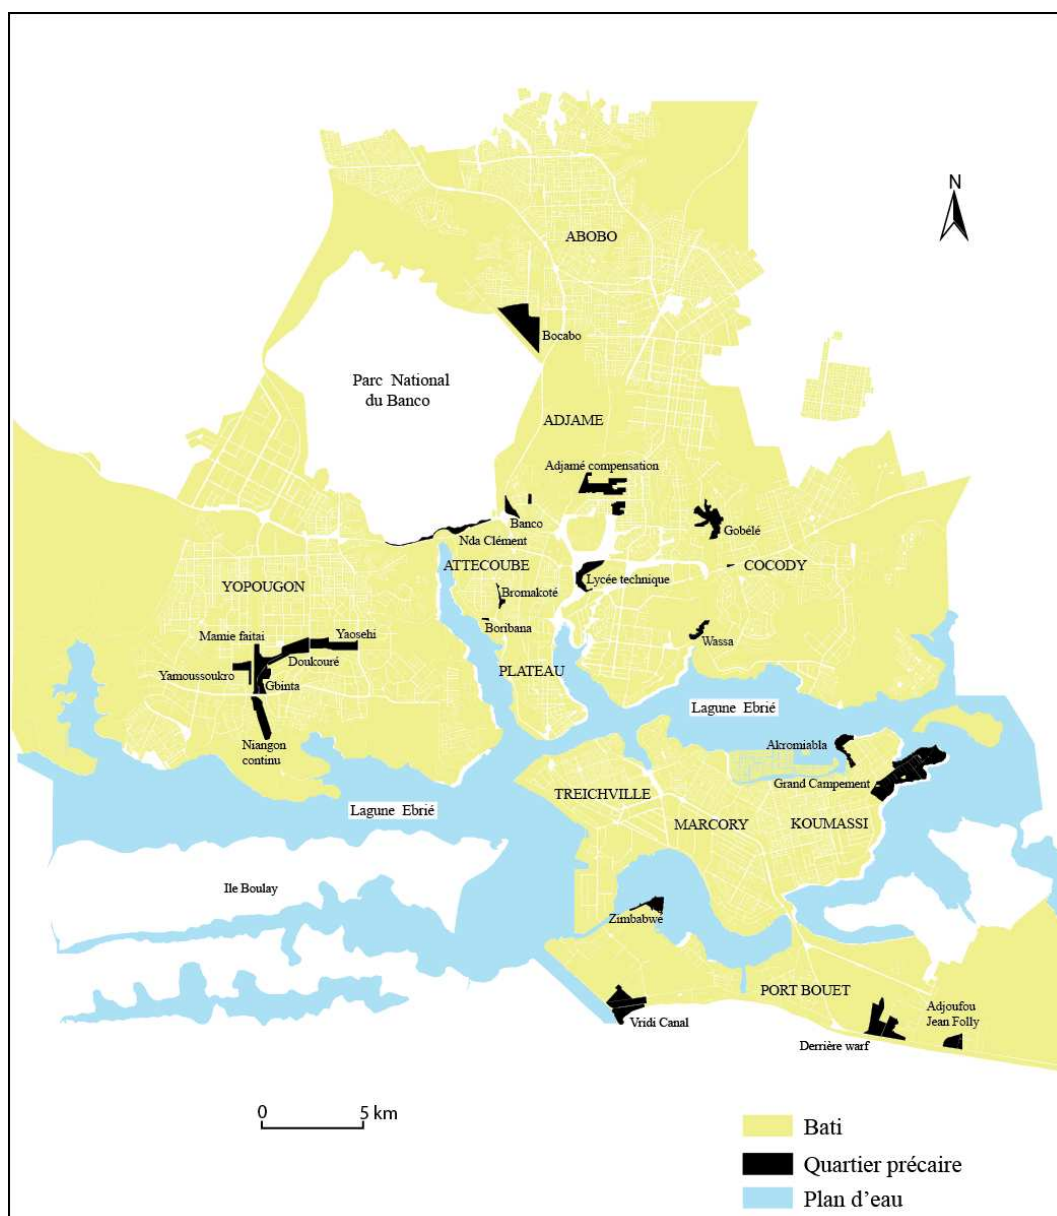 N
ABOBO
Bocabo
Parc National
du Banco
ADJAME
Adjamé compensation
Banco
Gobélé
Nda Clément
ATTECOUBE
Lycée technique
COCODY
YOPOUGON
Bromakoté
Mamie faitai
Yaosehi
Boribana
Wassa
Doukouré
Yamoussoukro
PLATEAU
Gbinta
Lagune Ebrié
Niangon
continu
Akromiabla
Grand Campement
TREICHVILLE
Lagune Ebrié
MARCORY
KOUMASSI
Ile Boulay
Zimbabwé
PORT BOUET
Adjoufou
Jean Folly
Vridi Canal
Derrière warf
0 5 km
Bati
Quartier précaire
Plan d'eau